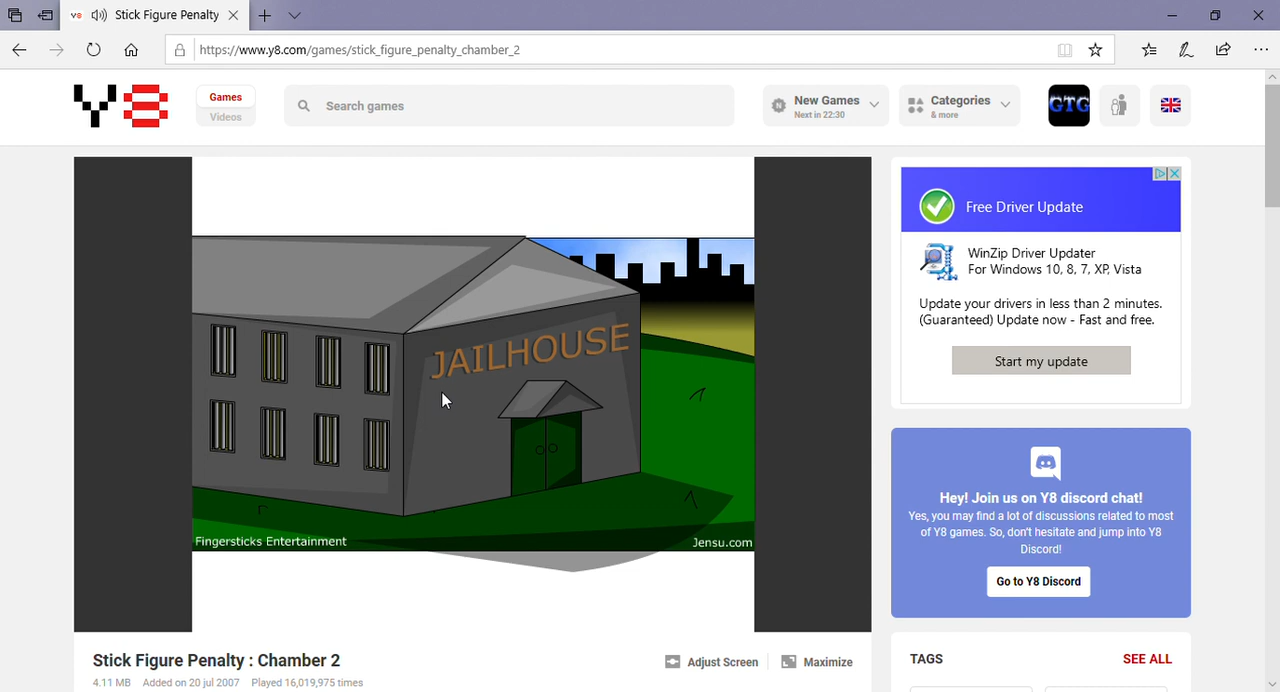 Stick Figure Penalty
https://www.y8.com/games/stick_figure_penalty_chamber_2
Y8
Games
Videos
Search games
N
New Games
Next in 22:30
Categories
& more
GTG
JAILHOUSE
Fingersticks Entertainment
Jensu.com
Stick Figure Penalty : Chamber 2
4.11 MB Added on 20 jul 2007 Played 16,019,975 times
Adjust Screen
Maximize
Free Driver Update
WinZip Driver Updater
For Windows 10, 8, 7, XP, Vista
Update your drivers in less than 2 minutes.
(Guaranteed) Update now - Fast and free.
Start my update
Hey! Join us on Y8 discord chat!
Yes, you may find a lot of discussions related to most
of Y8 games. So, don't hesitate and jump into Y8
Discord!
Go to Y8 Discord
TAGS
SEE ALL